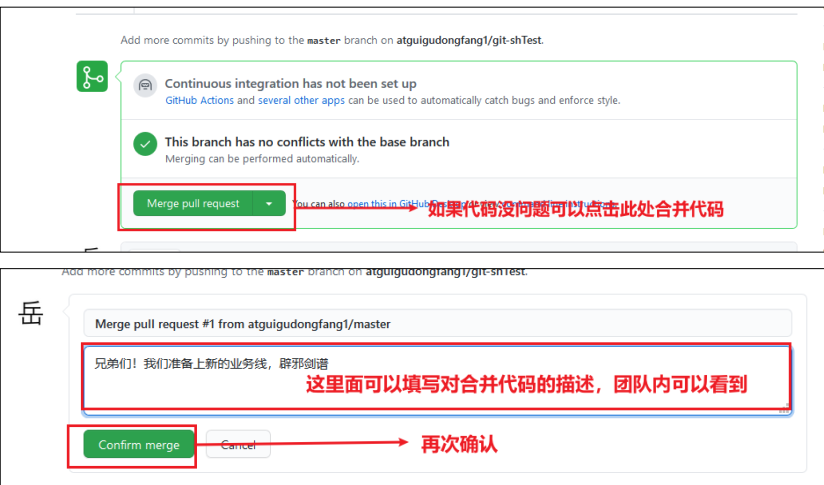 Add more commits by pushing to the master branch on atguigudongfang1/git-shTest.
Continuous integration has not been set up
GitHub Actions and several other apps can be used to automatically catch bugs and enforce style.
This branch has no conflicts with the base branch
Merging can be performed automatically.
Merge pull request
You can also open this in GitHub
如果代码没问题可以点击此处合并代码
Add more commits by pushing to the master branch on atguigudongfang1/git-shTest.
岳
Merge pull request #1 from atguigudongfang1/master
兄弟们！我们准备上新的业务线，辟邪剑谱
这里面可以填写对合并代码的描述，团队内可以看到
Confirm merge
Cancel
再次确认